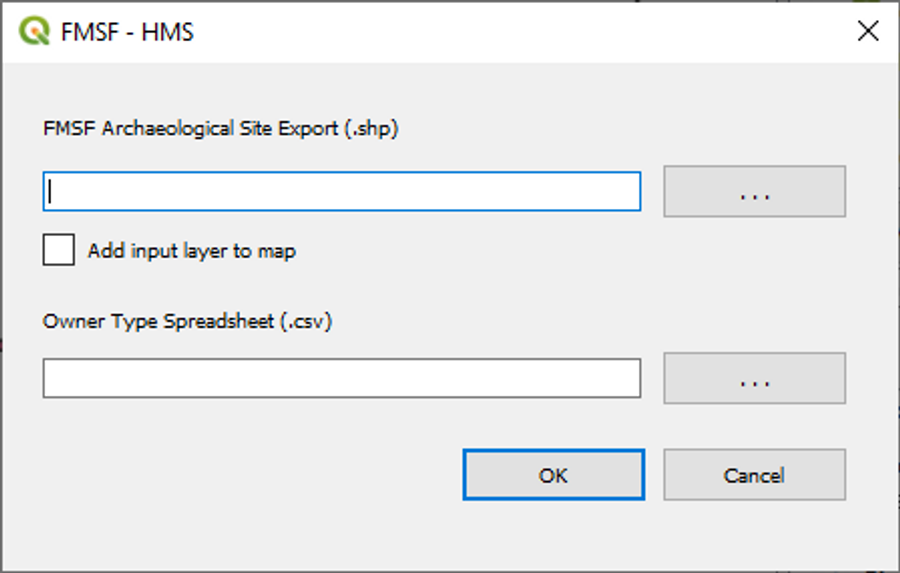 FMSF - HMS
FMSF Archaeological Site Export (.shp)
...
Add input layer to map
Owner Type Spreadsheet (.csv)
...
OK
Cancel